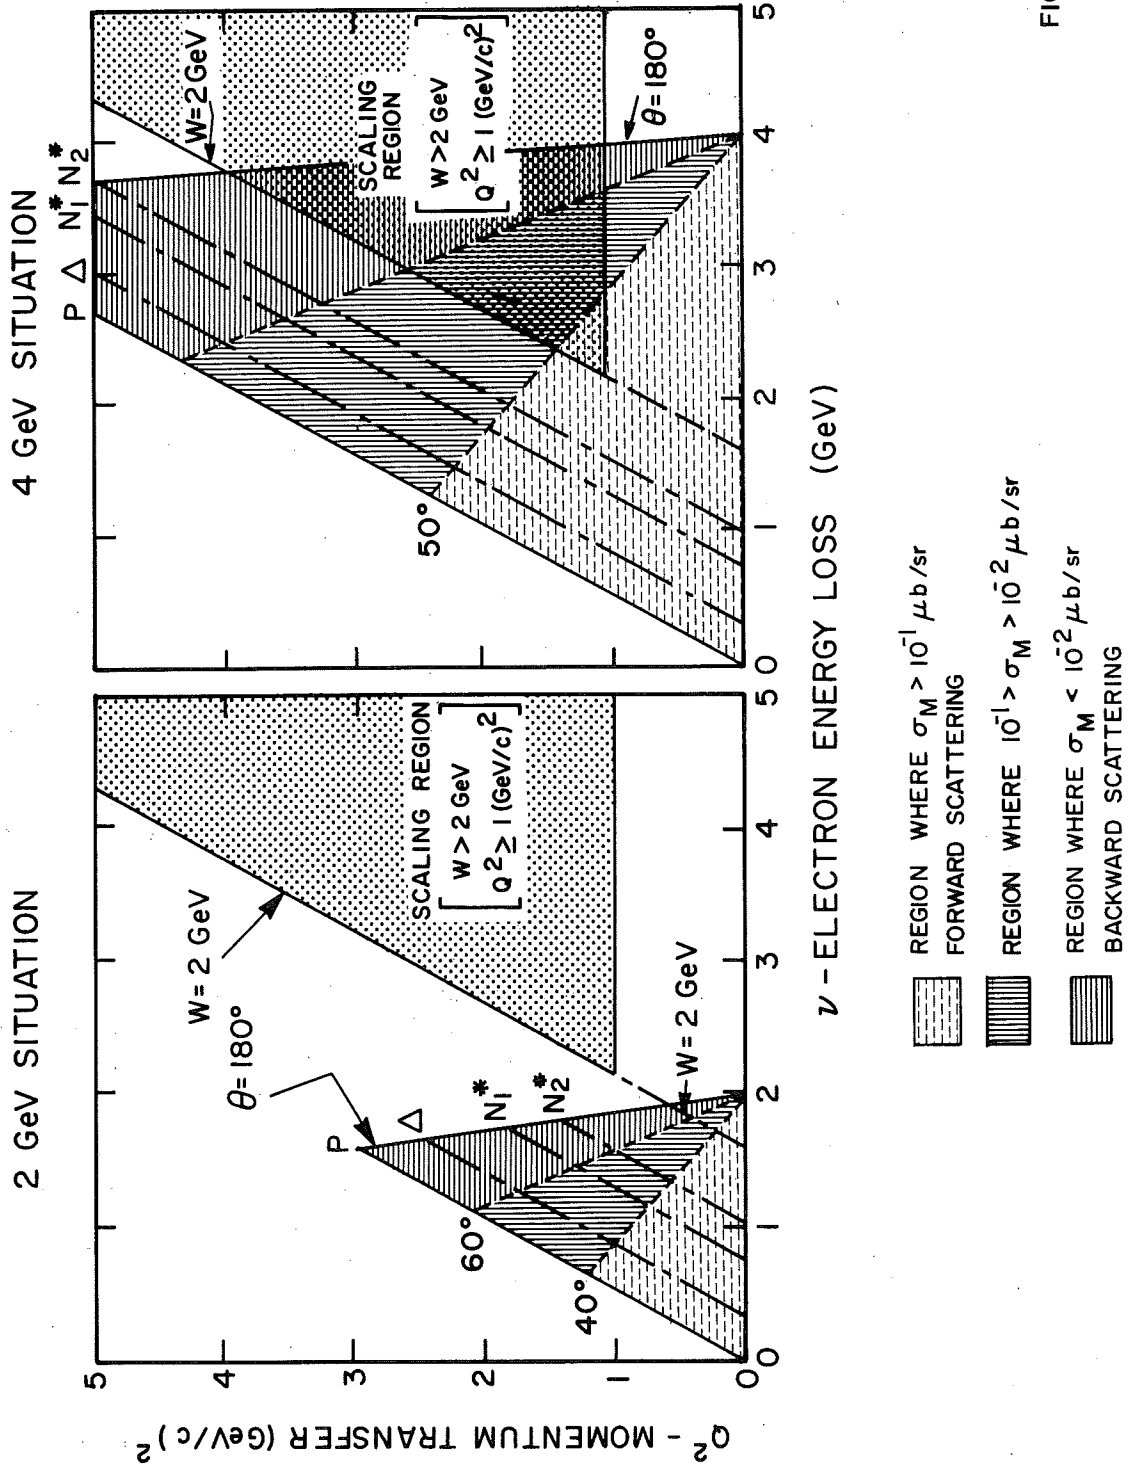 2 GeV SITUATION
4 GeV SITUATION
Q² - MOMENTUM TRANSFER (GeV/c)²
5
4
3
2
1
0
0
1
2
3
4
5
W = 2 GeV
θ = 180°
P
Δ
N₁*
N₂*
60°
40°
W = 2 GeV
SCALING REGION
[W > 2 GeV
Q² ≥ 1 (GeV/c)²]
0
1
2
3
4
5
P Δ N₁* N₂*
W = 2 GeV
SCALING
REGION
[W > 2 GeV
Q² ≥ 1 (GeV/c)²]
θ = 180°
50°
ν - ELECTRON ENERGY LOSS (GeV)
REGION WHERE σM > 10⁻¹ μb/sr
FORWARD SCATTERING
REGION WHERE 10⁻¹ > σM > 10⁻² μb/sr
REGION WHERE σM < 10⁻² μb/sr
BACKWARD SCATTERING